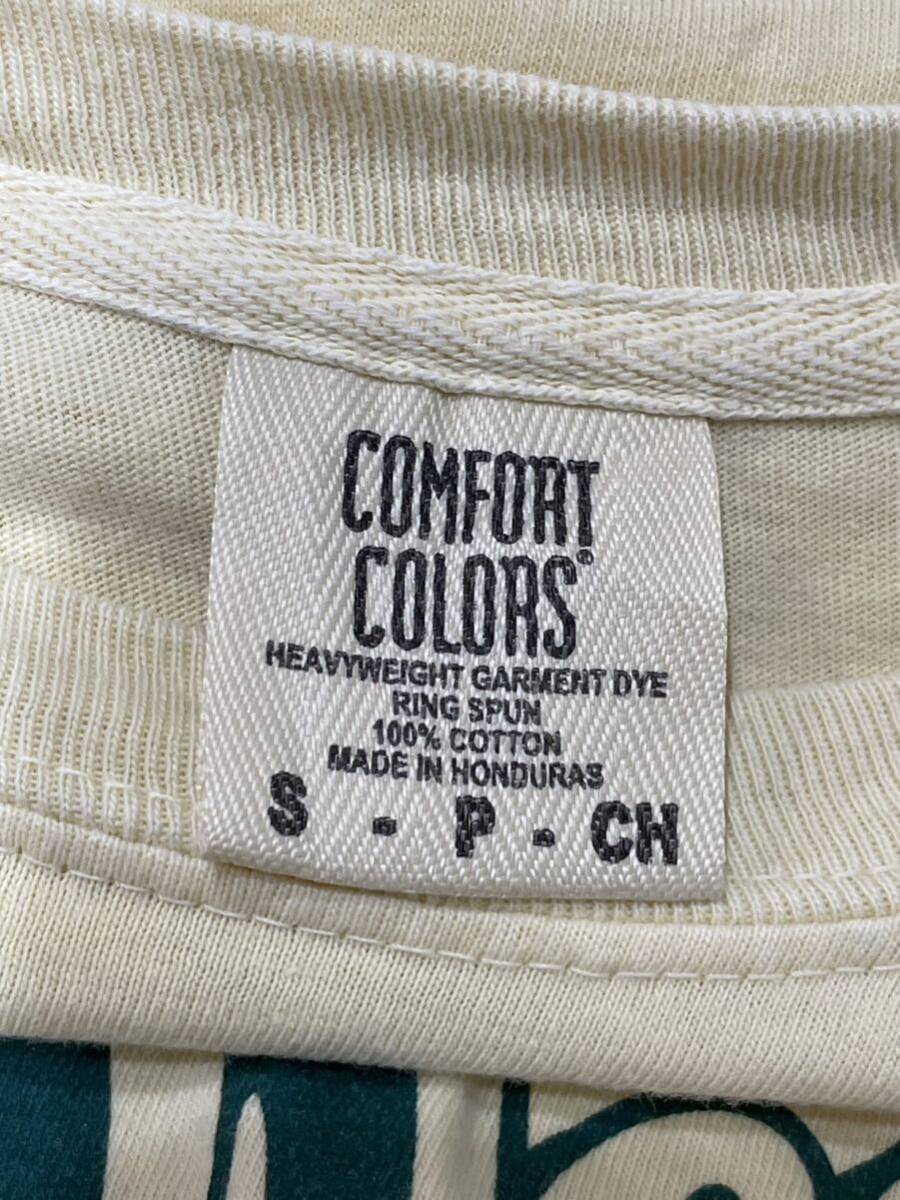 COMFORT
COLORS®
HEAVYWEIGHT GARMENT DYE
RING SPUN
100% COTTON
MADE IN HONDURAS
S - P - CH